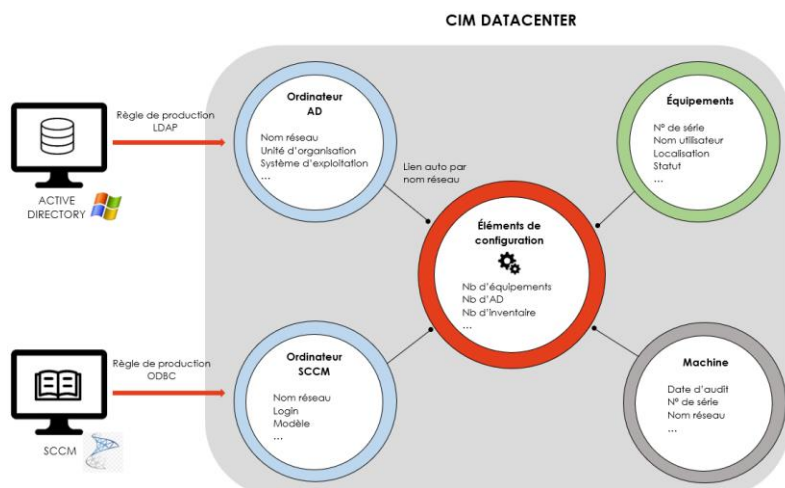 CIM DATACENTER
Règle de production
LDAP
ACTIVE
DIRECTORY
Ordinateur
AD
Nom réseau
Unité d'organisation
Système d'exploitation
...
Lien auto par
nom réseau
Équipements
N° de série
Nom utilisateur
Localisation
Statut
...
Éléments de
configuration
Nb d'équipements
Nb d'AD
Nb d'inventaire
...
Règle de production
ODBC
SCCM
Ordinateur
SCCM
Nom réseau
Login
Modèle
...
Machine
Date d'audit
N° de série
Nom réseau
...